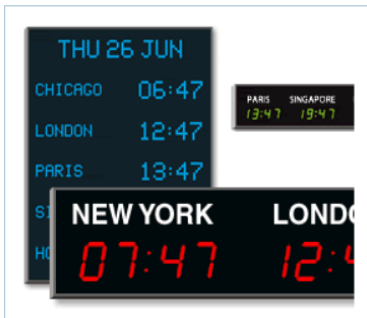 THU 26 JUN
CHICAGO 06:47
LONDON 12:47
PARIS 13:47
PARIS SINGAPORE
13:47 19:47
NEW YORK
07:47